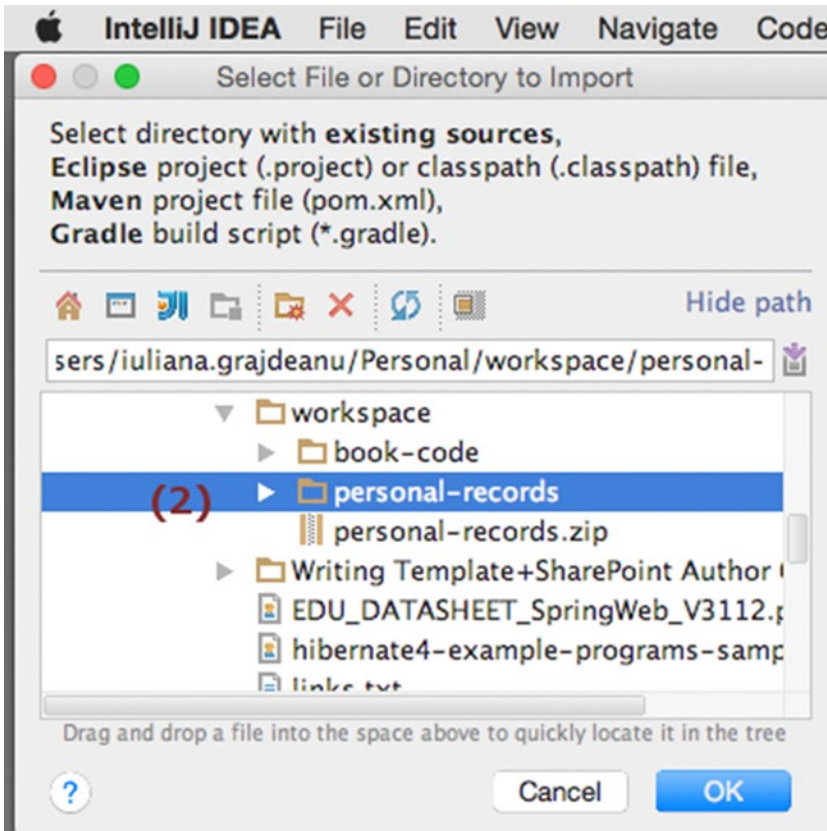 IntelliJ IDEA File Edit View Navigate Code
Select File or Directory to Import
Select directory with existing sources,
Eclipse project (.project) or classpath (.classpath) file,
Maven project file (pom.xml),
Gradle build script (*.gradle).
Hide path
sers/iuliana.grajdeanu/Personal/workspace/personal-
workspace
book-code
(2) personal-records
personal-records.zip
Writing Template+SharePoint Author
EDU_DATASHEET_SpringWeb_V3112.p
hibernate4-example-programs-samp
links.txt
Drag and drop a file into the space above to quickly locate it in the tree
? Cancel OK